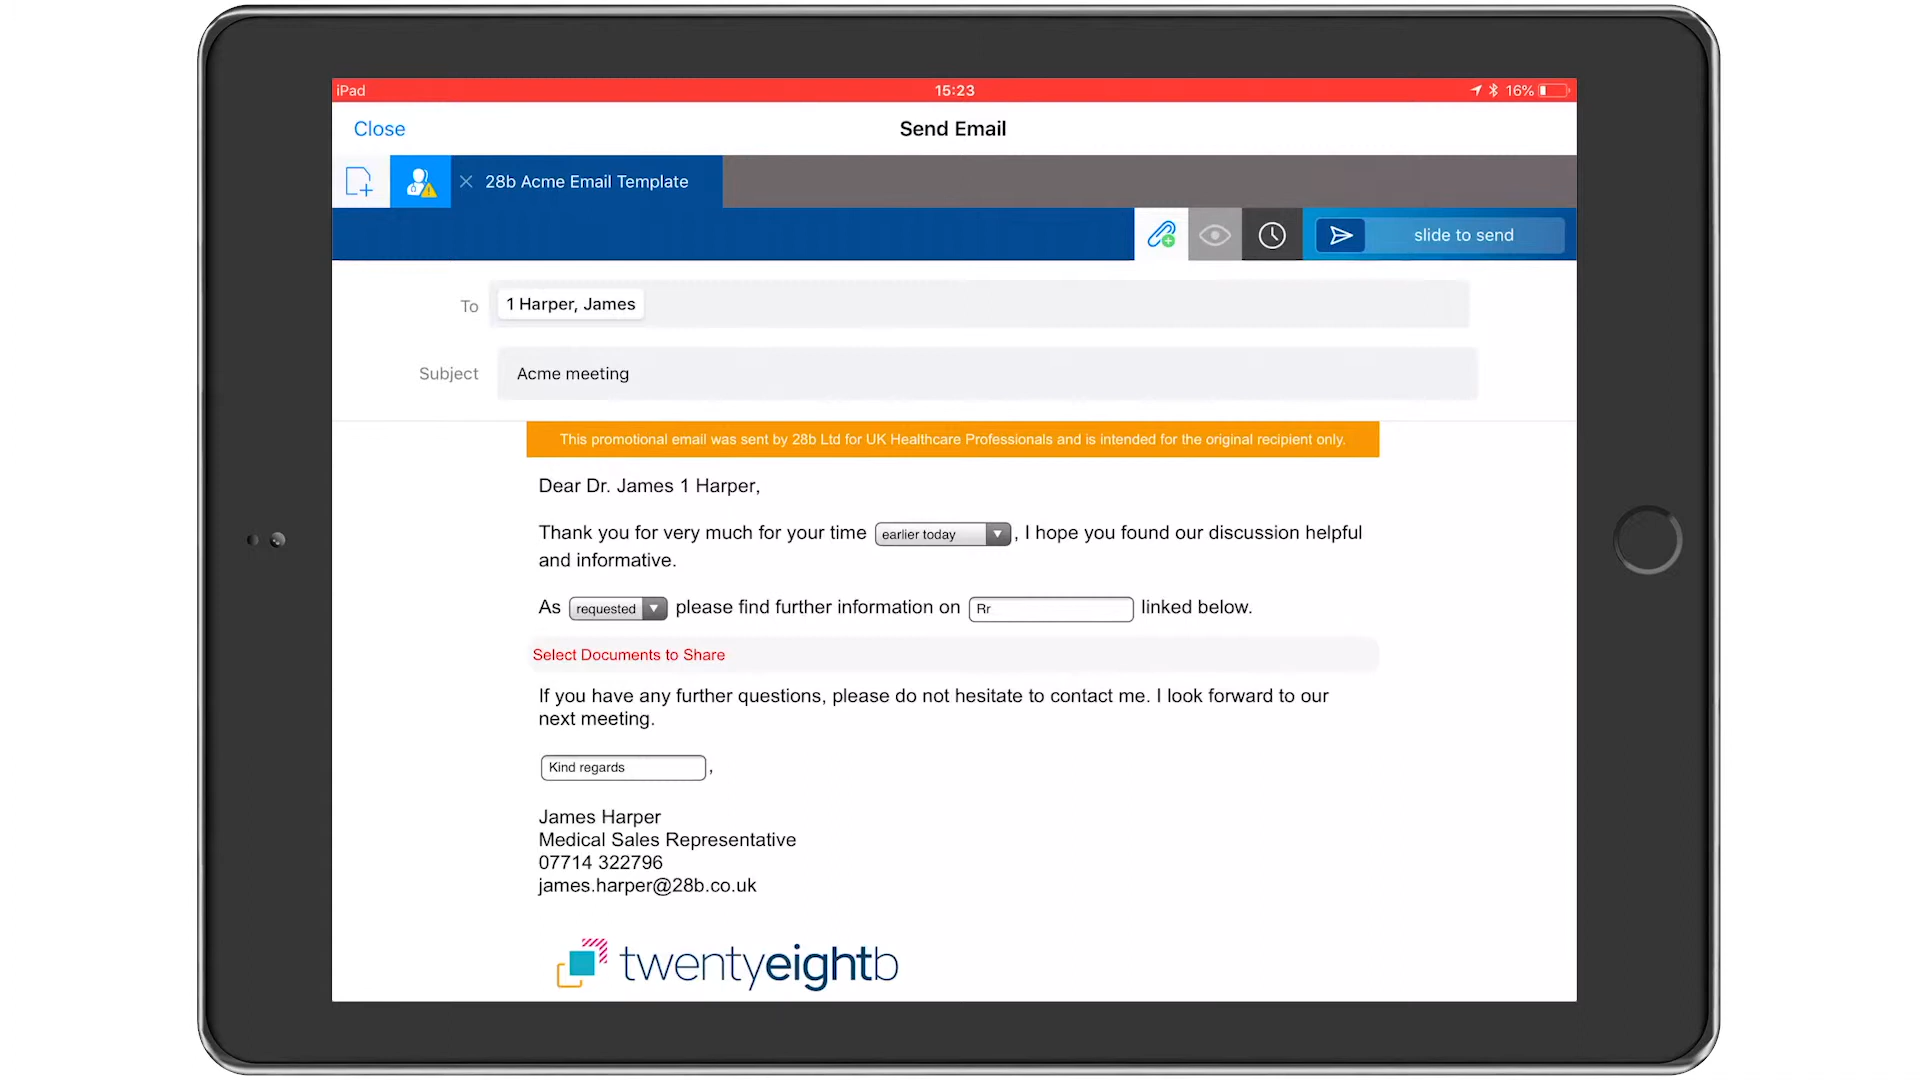 iPad 15:23 16%
Close Send Email
28b Acme Email Template
slide to send
To 1 Harper, James
Subject Acme meeting
This promotional email was sent by 28b Ltd for UK Healthcare Professionals and is intended for the original recipient only.
Dear Dr. James 1 Harper,
Thank you for very much for your time earlier today , I hope you found our discussion helpful
and informative.
As requested please find further information on Rr linked below.
Select Documents to Share
If you have any further questions, please do not hesitate to contact me. I look forward to our
next meeting.
Kind regards ,
James Harper
Medical Sales Representative
07714 322796
james.harper@28b.co.uk
twentyeightb